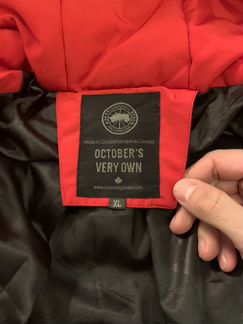 Made in Canada/Fabriqué au Canada
OCTOBER'S
VERY OWN
www.canadagoose.com
XL